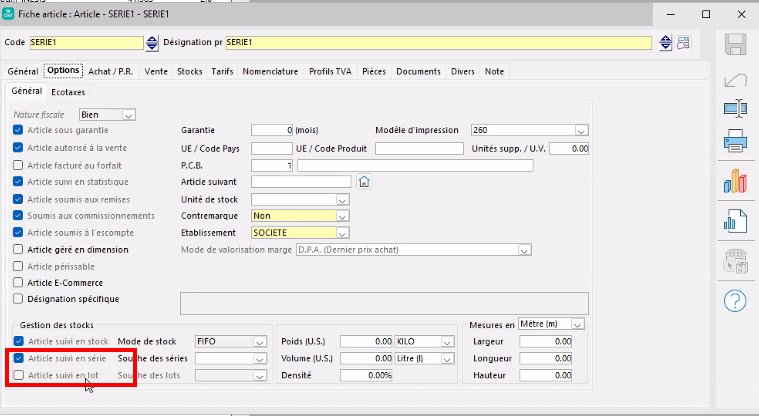 Fiche article : Article - SERIE1 - SERIE1
Code SERIE1 Désignation pr SERIE1
Général Options Achat / P.R. Vente Stocks Tarifs Nomenclature Profils TVA Pièces Documents Divers Note
Général Ecotaxes
Nature fiscale Bien
Article sous garantie Garantie 0 (mois) Modèle d'impression 260
Article autorisé à la vente UE / Code Pays UE / Code Produit Unités supp. / U.V. 0.00
Article facturé au forfait P.C.B. 1
Article suivi en statistique Article suivant
Article soumis aux remises Unité de stock
Soumis aux commissionnements Contremarque Non
Article soumis à l'escompte Etablissement SOCIETE
Article géré en dimension Mode de valorisation marge D.P.A. (Dernier prix achat)
Article périssable
Article E-Commerce
Désignation spécifique
Gestion des stocks Mesures en Mètre (m)
Article suivi en stock Mode de stock FIFO Poids (U.S.) 0.00 KILO Largeur 0.00
Article suivi en série Souche des séries Volume (U.S.) 0.00 Litre (l) Longueur 0.00
Article suivi en lot Souche des lots Densité 0.00% Hauteur 0.00